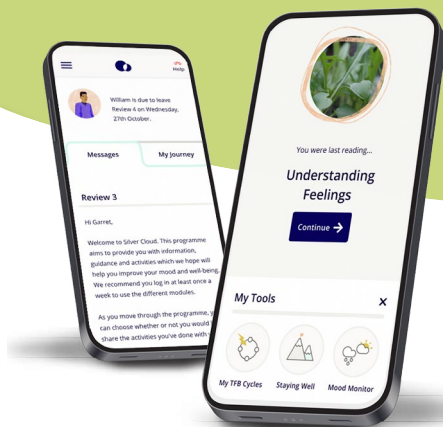 Help
William is due to leave
Review 4 on Wednesday,
27th October.
Messages
My Journey
Review 3
Hi Garret,
Welcome to Silver Cloud. This programme
aims to provide you with information,
guidance and activities which we hope will
help you improve your mood and well-being.
We recommend you log in at least once a
week to use the different modules.
As you move through the programme,
can choose whether or not you would
share the activities you've done with
You were last reading...
Understanding
Feelings
Continue →
My Tools
X
My TFB Cycles
Staying Well
Mood Monitor